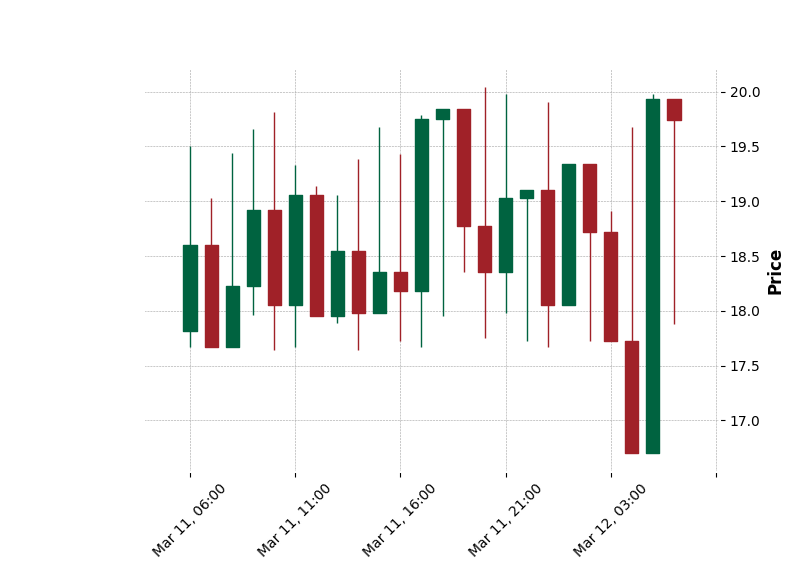 20.0
19.5
19.0
18.5
18.0
17.5
17.0
Price
Mar 11, 06:00
Mar 11, 11:00
Mar 11, 16:00
Mar 11, 21:00
Mar 12, 03:00